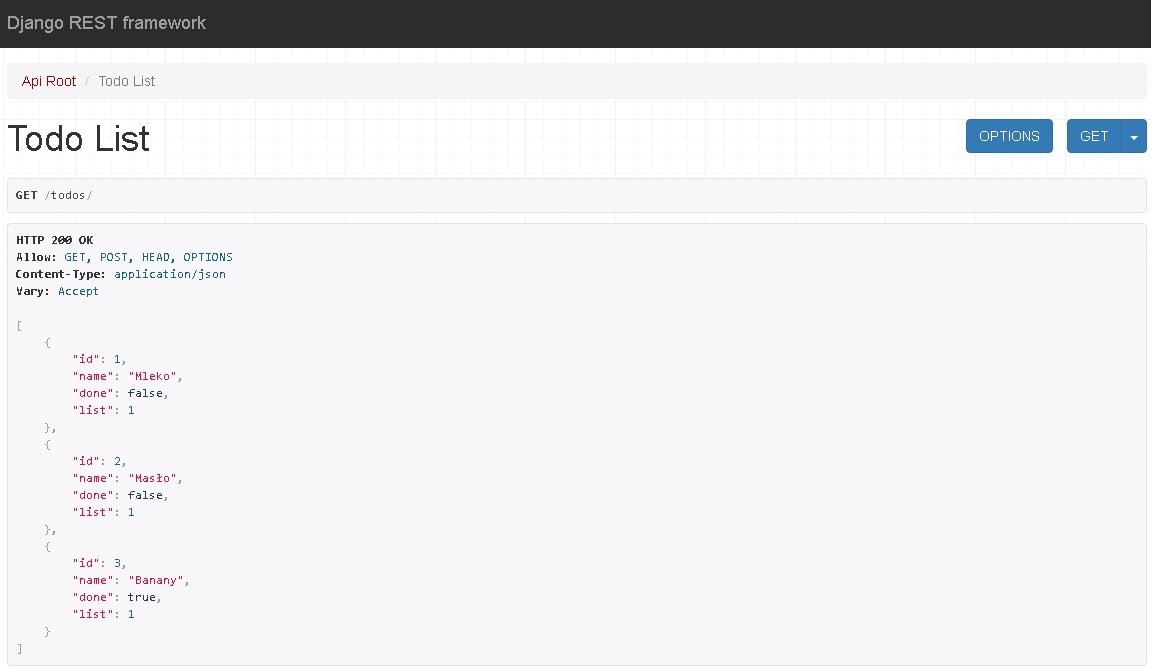 Django REST framework
Api Root / Todo List
Todo List
OPTIONS GET
GET /todos/
HTTP 200 OK
Allow: GET, POST, HEAD, OPTIONS
Content-Type: application/json
Vary: Accept
[
    {
        "id": 1,
        "name": "Mleko",
        "done": false,
        "list": 1
    },
    {
        "id": 2,
        "name": "Masło",
        "done": false,
        "list": 1
    },
    {
        "id": 3,
        "name": "Banany",
        "done": true,
        "list": 1
    }
]